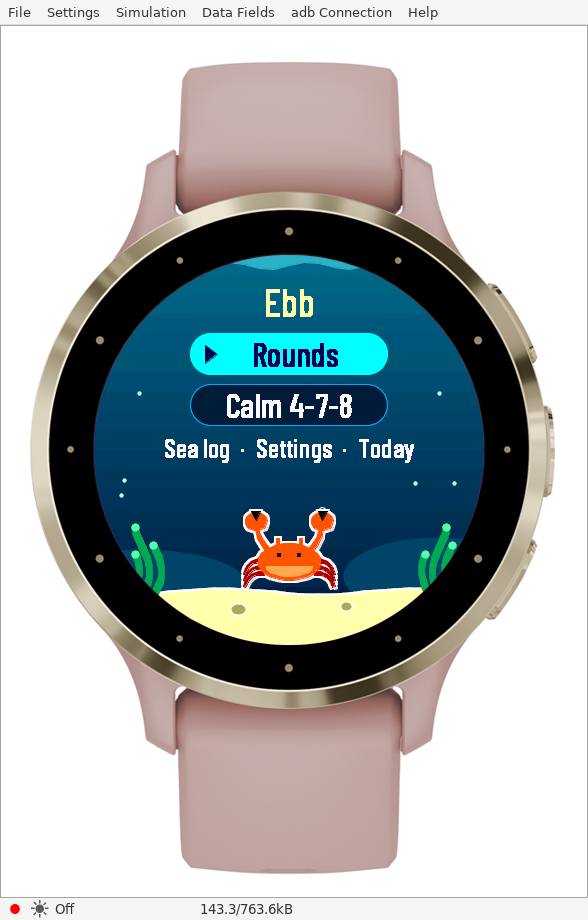 File Settings Simulation Data Fields adb Connection Help
Ebb
Rounds
Calm 4-7-8
Sea log · Settings · Today
Off 143.3/763.6kB